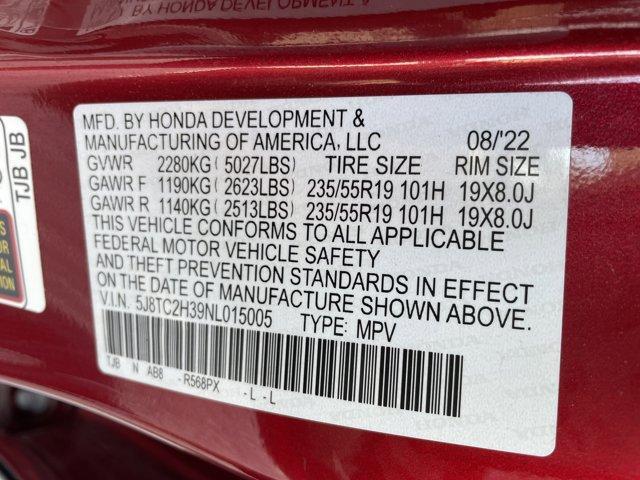 MFD. BY HONDA DEVELOPMENT &
MANUFACTURING OF AMERICA, LLC 08/'22
GVWR 2280KG(5027LBS) TIRE SIZE RIM SIZE
GAWR F 1190KG(2623LBS) 235/55R19 101H 19X8.0J
GAWR R 1140KG(2513LBS) 235/55R19 101H 19X8.0J
THIS VEHICLE CONFORMS TO ALL APPLICABLE
FEDERAL MOTOR VEHICLE SAFETY
AND THEFT PREVENTION STANDARDS IN EFFECT
ON THE DATE OF MANUFACTURE SHOWN ABOVE.
V.I.N. 5J8TC2H39NL015005 TYPE: MPV
TJB N AB8 -R568PX -L -L
TJB JB